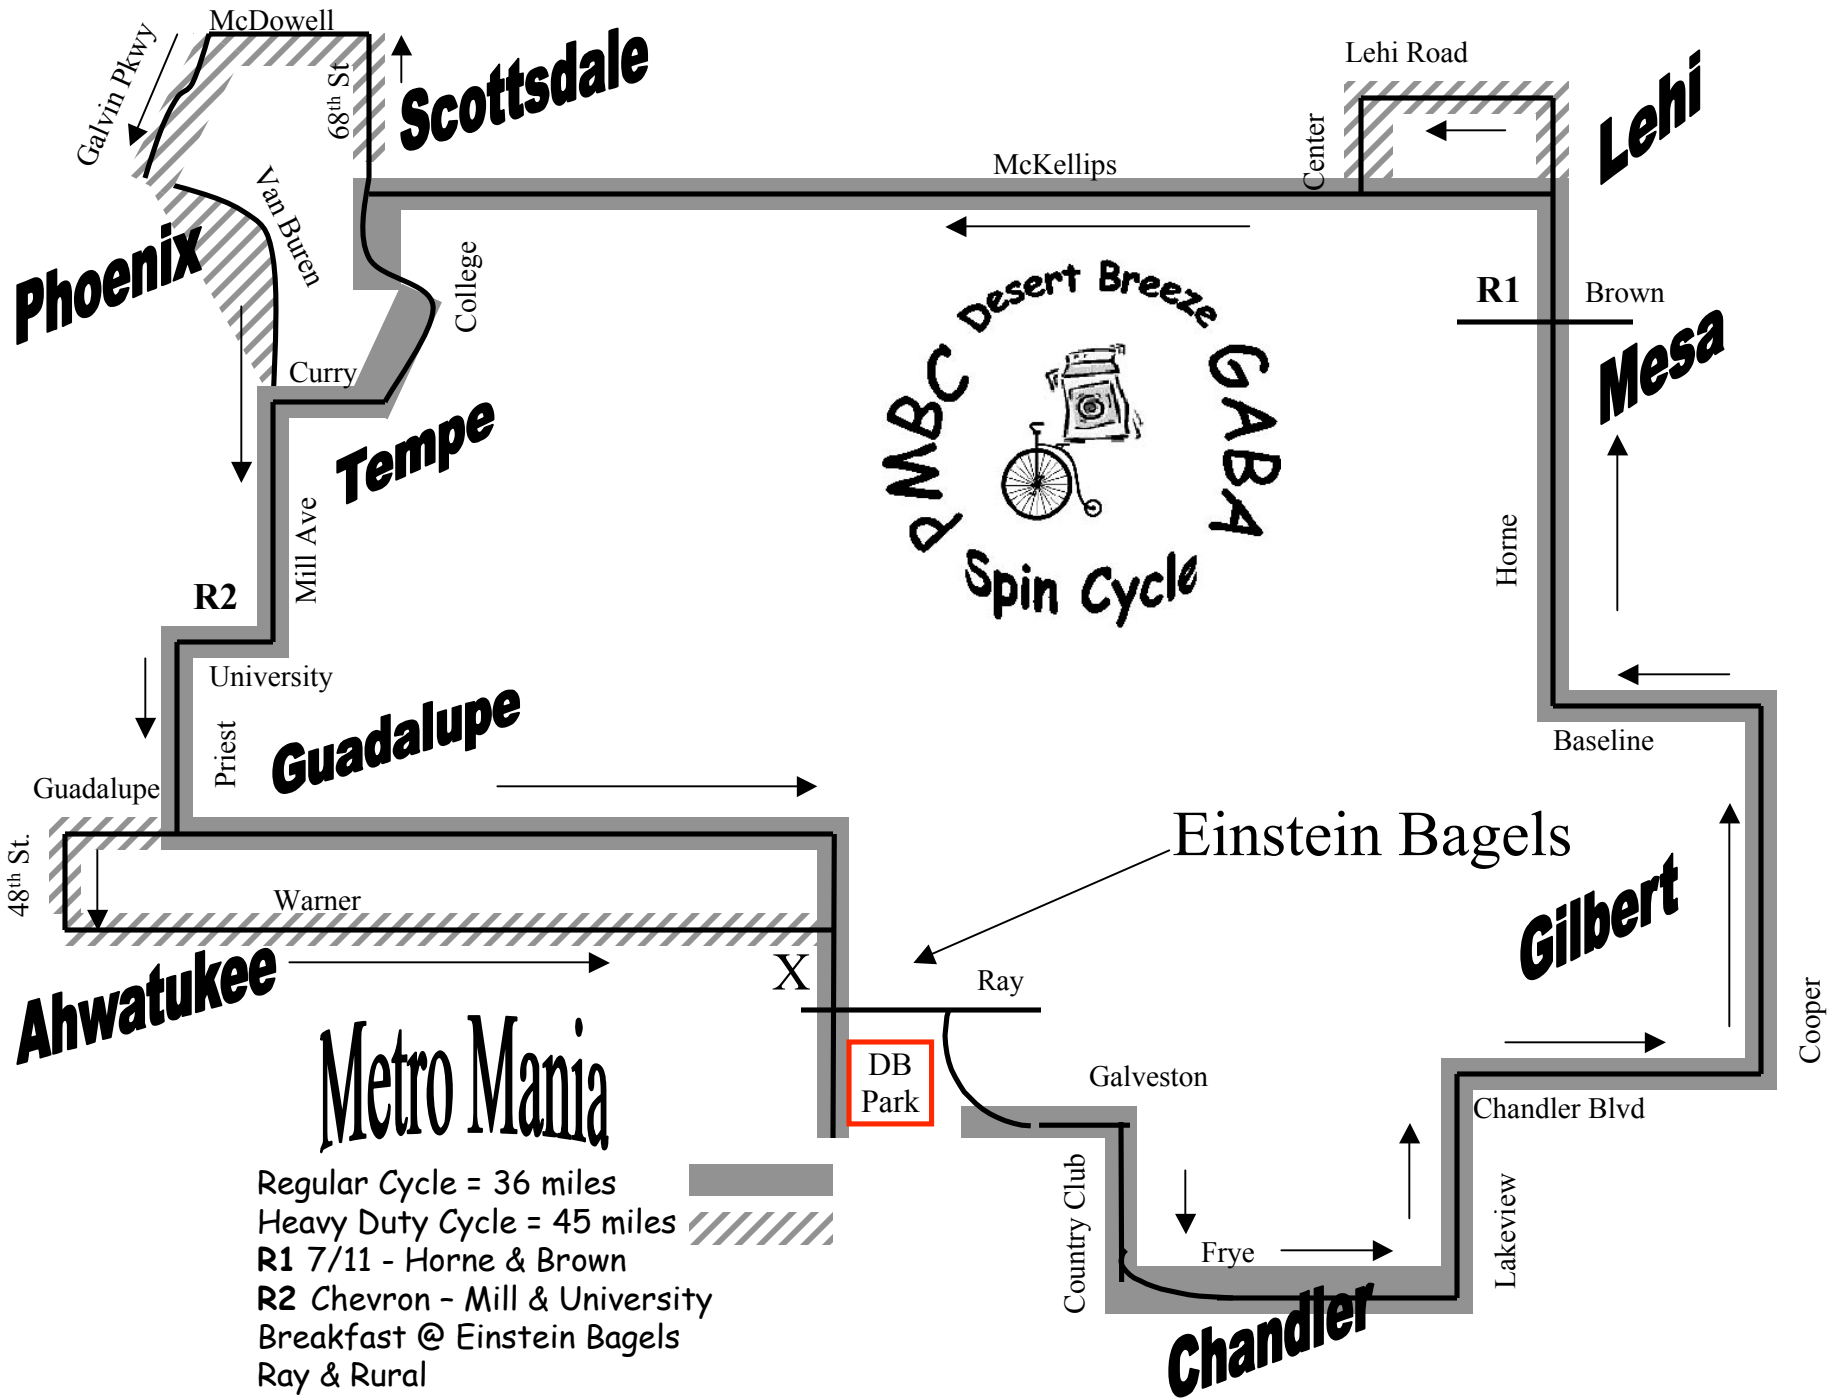 McDowell
Galvin Pkwy
68th St
Scottsdale
Lehi Road
Lehi
Center
McKellips
Van Buren
Phoenix
College
Desert Breeze
PMBC
GABA
Spin Cycle
R1
Brown
Mesa
Curry
Tempe
Mill Ave
Horne
R2
University
Priest
Guadalupe
Baseline
Guadalupe
48th St.
Warner
Einstein Bagels
Gilbert
Ahwatukee
X
Ray
Cooper
Metro Mania
DB
Park
Galveston
Chandler Blvd
Country Club
Lakeview
Frye
Chandler
Regular Cycle = 36 miles
Heavy Duty Cycle = 45 miles
R1 7/11 - Horne & Brown
R2 Chevron – Mill & University
Breakfast @ Einstein Bagels
Ray & Rural